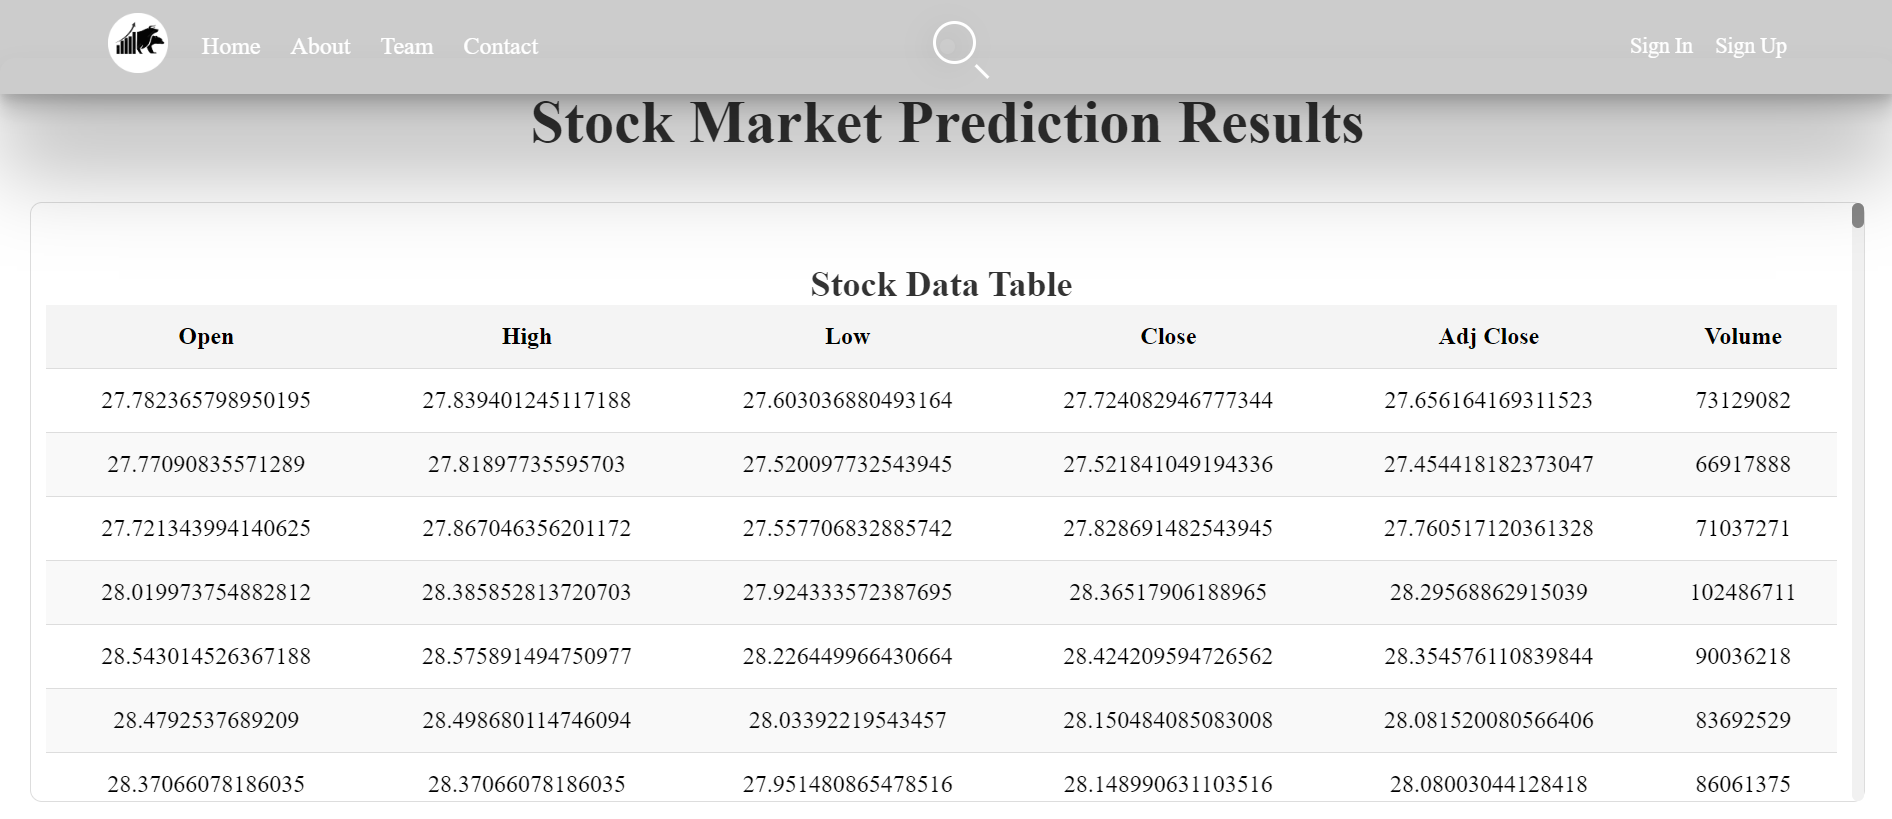 Home About Team Contact Sign In Sign Up
Stock Market Prediction Results
Stock Data Table
Open High Low Close Adj Close Volume
27.782365798950195 27.839401245117188 27.603036880493164 27.724082946777344 27.656164169311523 73129082
27.77090835571289 27.81897735595703 27.520097732543945 27.521841049194336 27.454418182373047 66917888
27.721343994140625 27.867046356201172 27.557706832885742 27.828691482543945 27.760517120361328 71037271
28.019973754882812 28.385852813720703 27.924333572387695 28.36517906188965 28.29568862915039 102486711
28.543014526367188 28.575891494750977 28.226449966430664 28.424209594726562 28.354576110839844 90036218
28.4792537689209 28.498680114746094 28.03392219543457 28.150484085083008 28.081520080566406 83692529
28.37066078186035 28.37066078186035 27.951480865478516 28.148990631103516 28.08003044128418 86061375